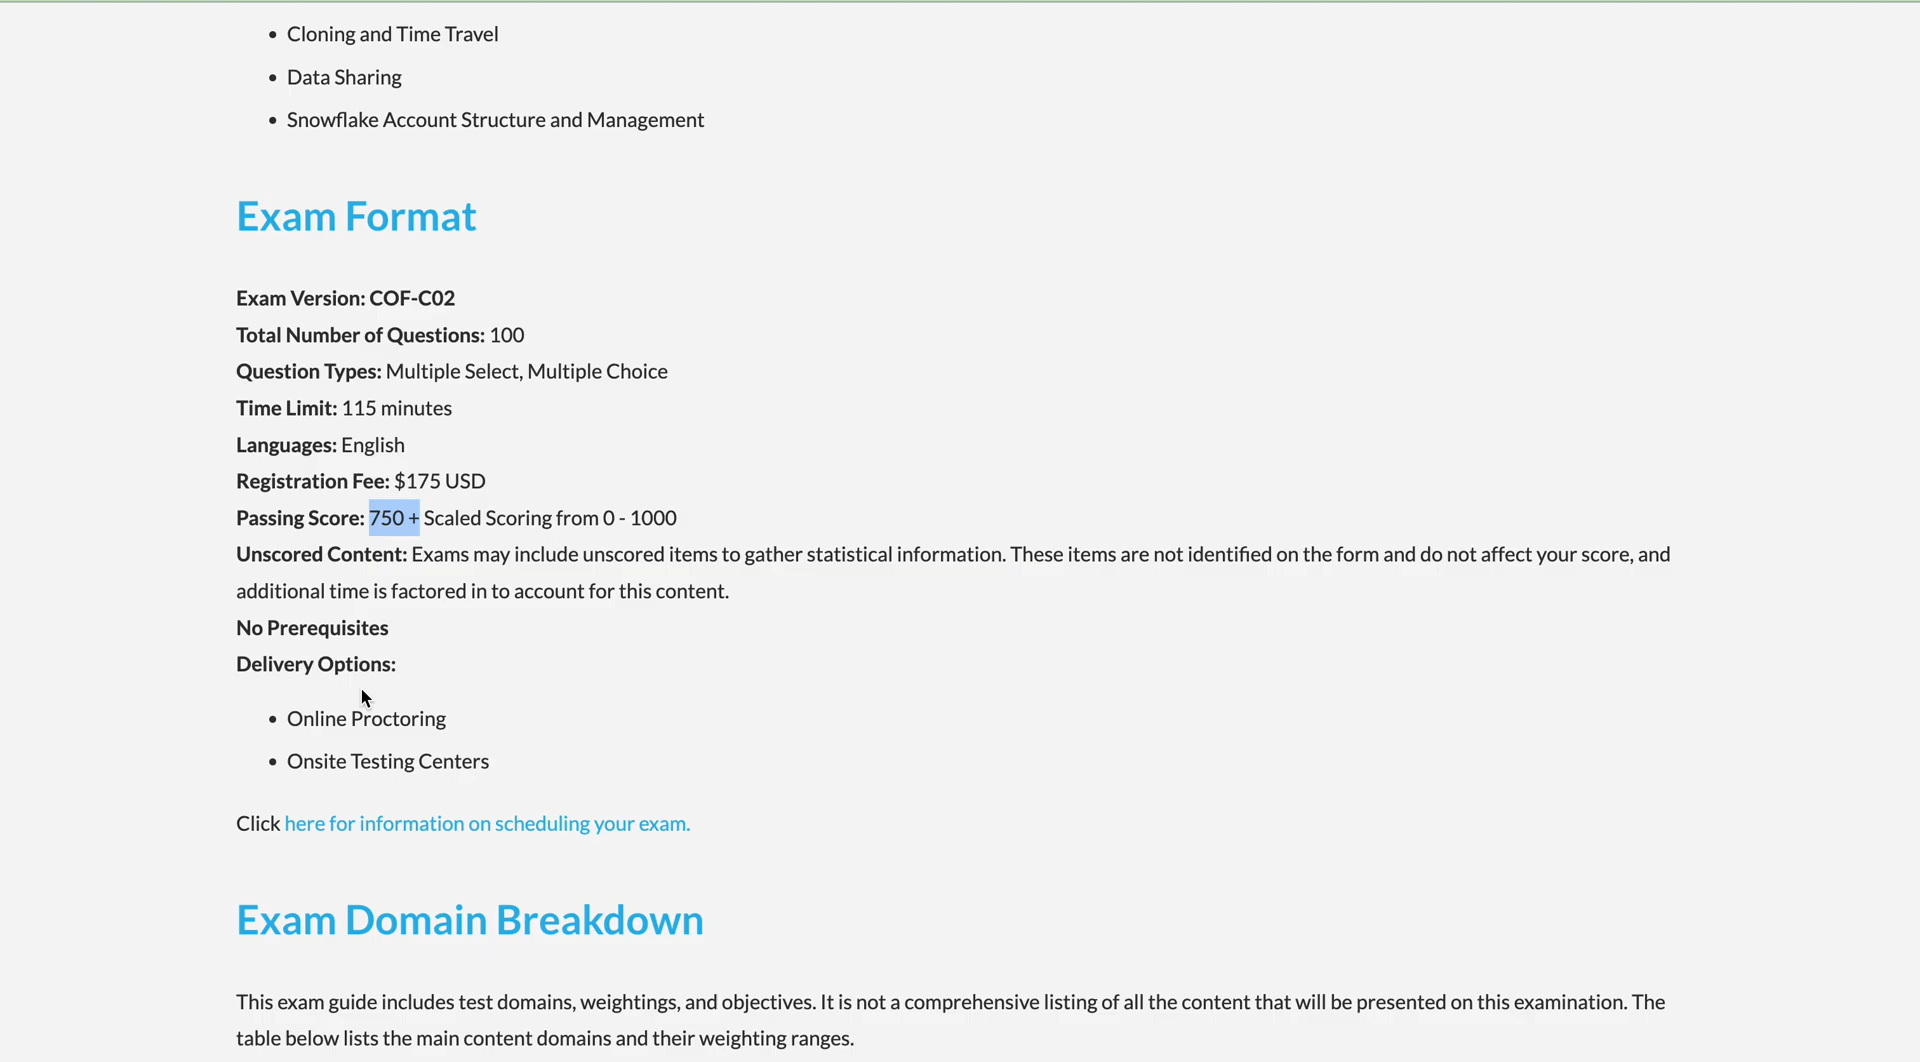 • Cloning and Time Travel
• Data Sharing
• Snowflake Account Structure and Management
Exam Format
Exam Version: COF-C02
Total Number of Questions: 100
Question Types: Multiple Select, Multiple Choice
Time Limit: 115 minutes
Languages: English
Registration Fee: $175 USD
Passing Score: 750 + Scaled Scoring from 0 - 1000
Unscored Content: Exams may include unscored items to gather statistical information. These items are not identified on the form and do not affect your score, and
additional time is factored in to account for this content.
No Prerequisites
Delivery Options:
• Online Proctoring
• Onsite Testing Centers
Click here for information on scheduling your exam.
Exam Domain Breakdown
This exam guide includes test domains, weightings, and objectives. It is not a comprehensive listing of all the content that will be presented on this examination. The
table below lists the main content domains and their weighting ranges.